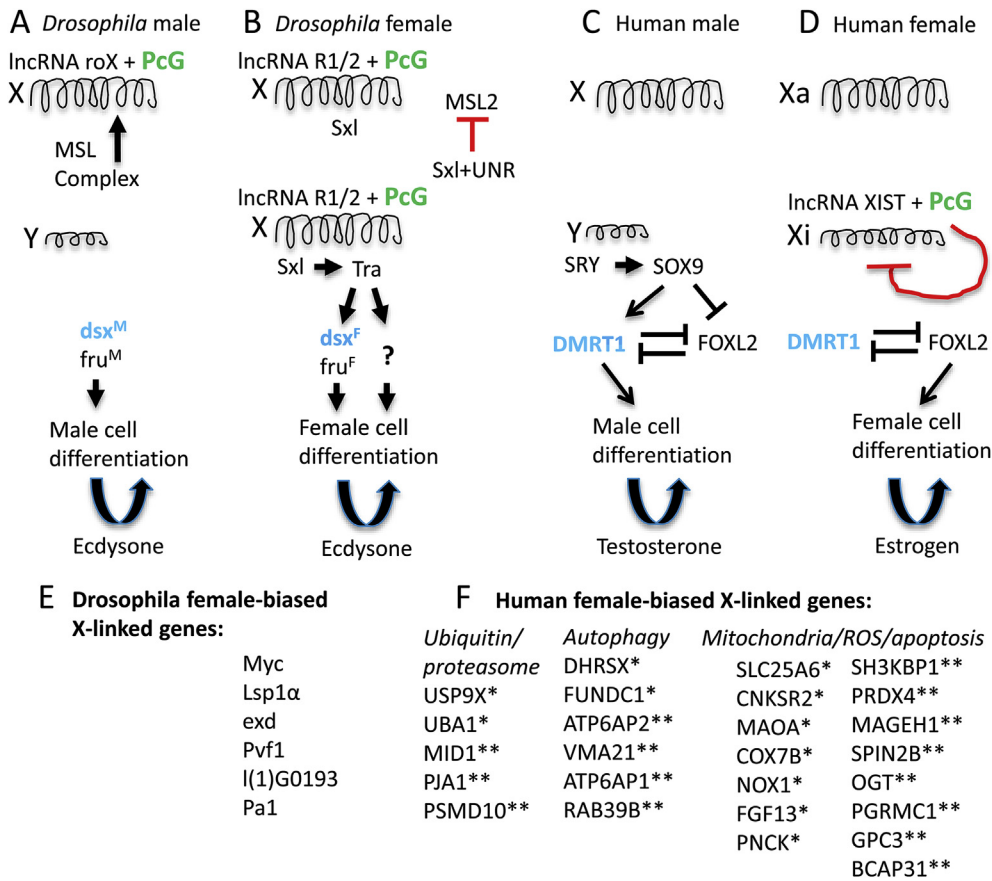 A Drosophila male
lncRNA roX + PcG
X
MSL
Complex
Y
dsxM
fruM
Male cell
differentiation
Ecdysone
B Drosophila female
lncRNA R1/2 + PcG
X
Sxl
MSL2
Sxl+UNR
lncRNA R1/2 + PcG
X
Sxl Tra
dsxF
fruF
?
Female cell
differentiation
Ecdysone
C Human male
X
Y
SRY SOX9
DMRT1 FOXL2
Male cell
differentiation
Testosterone
D Human female
Xa
lncRNA XIST + PcG
Xi
DMRT1 FOXL2
Female cell
differentiation
Estrogen
E Drosophila female-biased
X-linked genes:
Myc
Lsp1α
exd
Pvf1
l(1)G0193
Pa1
F Human female-biased X-linked genes:
Ubiquitin/
proteasome
USP9X*
UBA1*
MID1**
PJA1**
PSMD10**
Autophagy
DHRSX*
FUNDC1*
ATP6AP2**
VMA21**
ATP6AP1**
RAB39B**
Mitochondria/ROS/apoptosis
SLC25A6*
CNKSR2*
MAOA*
COX7B*
NOX1*
FGF13*
PNCK*
SH3KBP1**
PRDX4**
MAGEH1**
SPIN2B**
OGT**
PGRMC1**
GPC3**
BCAP31**